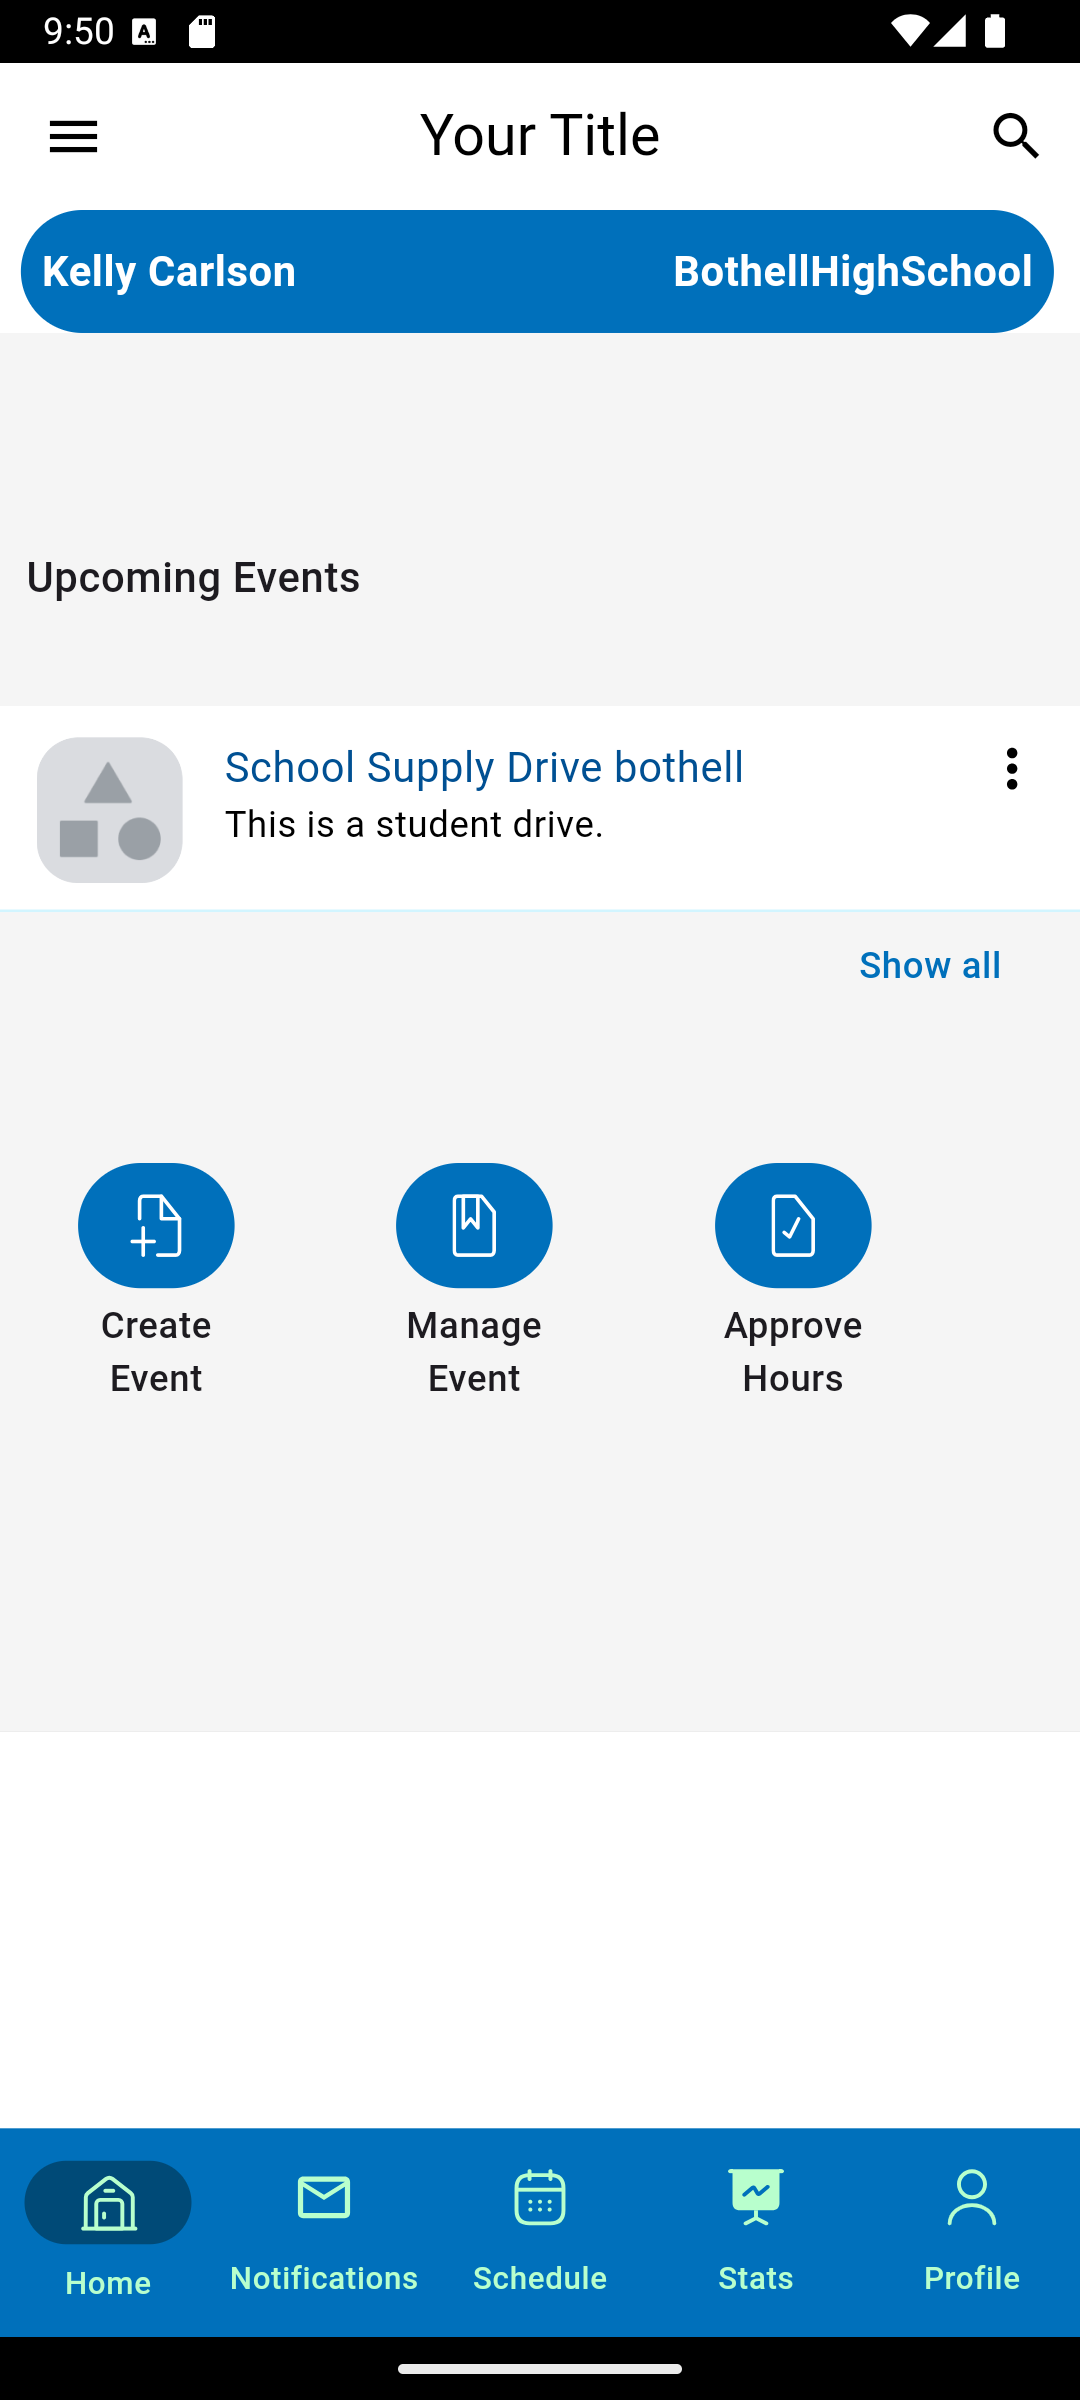 9:50
Your Title
Kelly Carlson
BothellHighSchool
Upcoming Events
School Supply Drive bothell
This is a student drive.
Show all
Create
Event
Manage
Event
Approve
Hours
Home
Notifications
Schedule
Stats
Profile